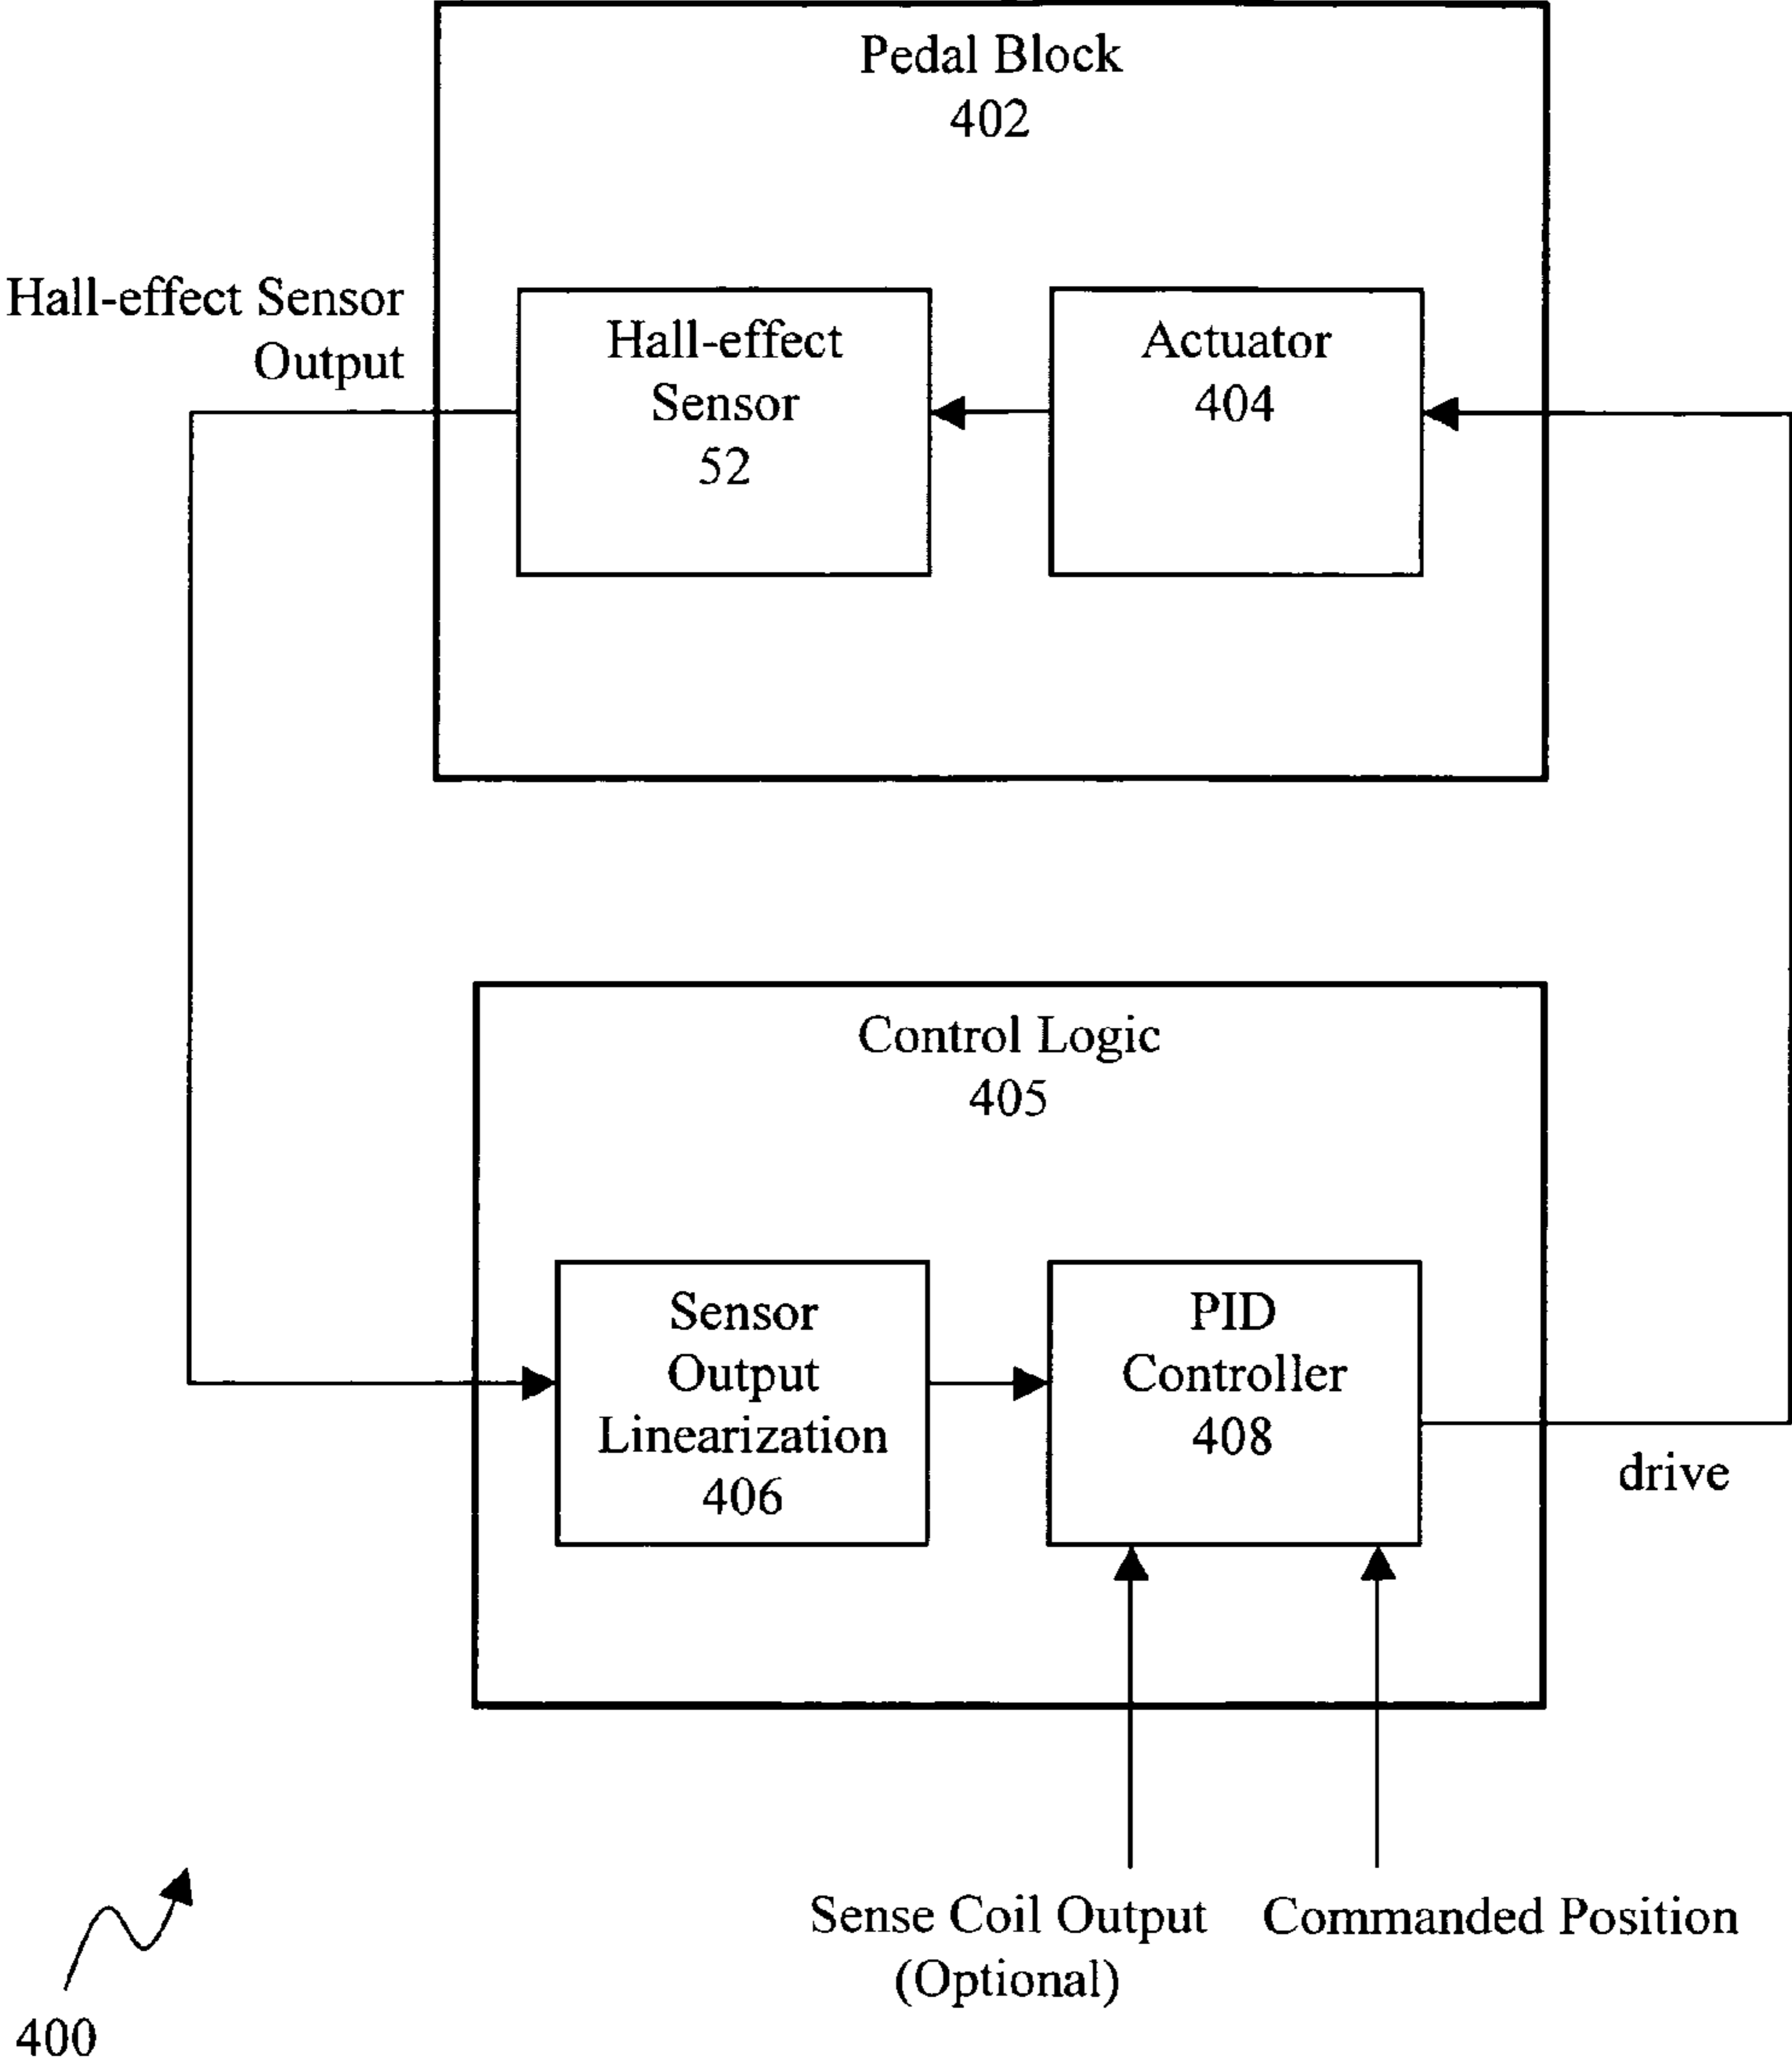 Pedal Block
402
Hall-effect Sensor
Output
Hall-effect
Sensor
52
Actuator
404
Control Logic
405
Sensor
Output
Linearization
406
PID
Controller
408
drive
Sense Coil Output
(Optional)
Commanded Position
400